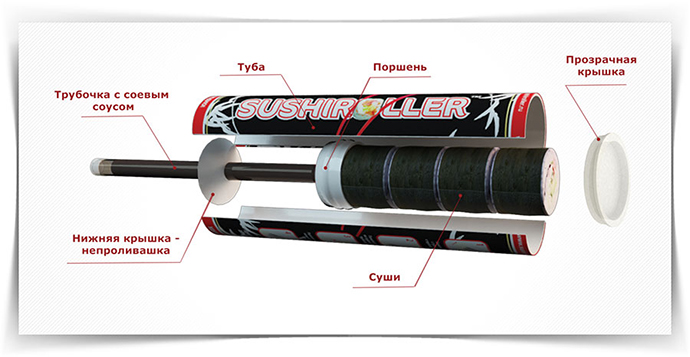 Прозрачная
крышка
Туба
Поршень
Трубочка с соевым
соусом
SUSHIROLLER
Нижняя крышка -
непроливашка
Суши